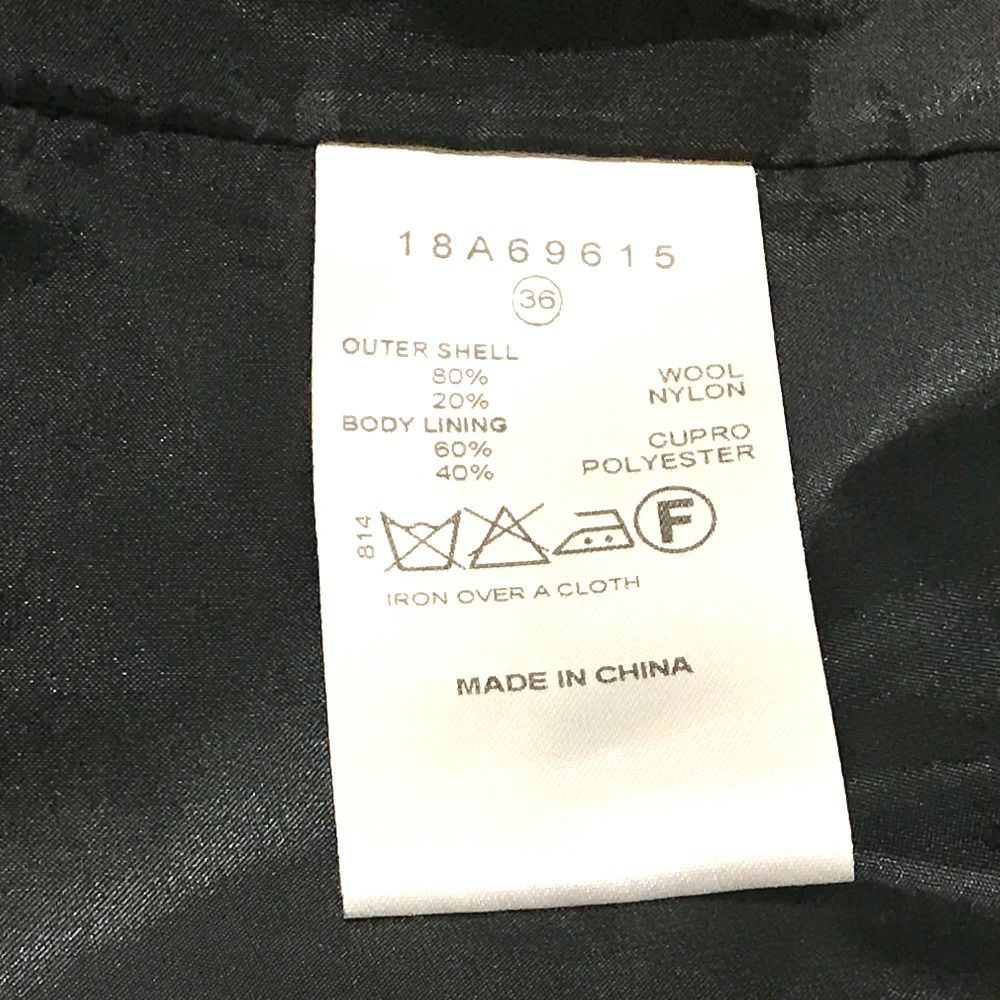 18A69615
36
OUTER SHELL
80% WOOL
20% NYLON
BODY LINING
60% CUPRO
40% POLYESTER
814
F
IRON OVER A CLOTH
MADE IN CHINA